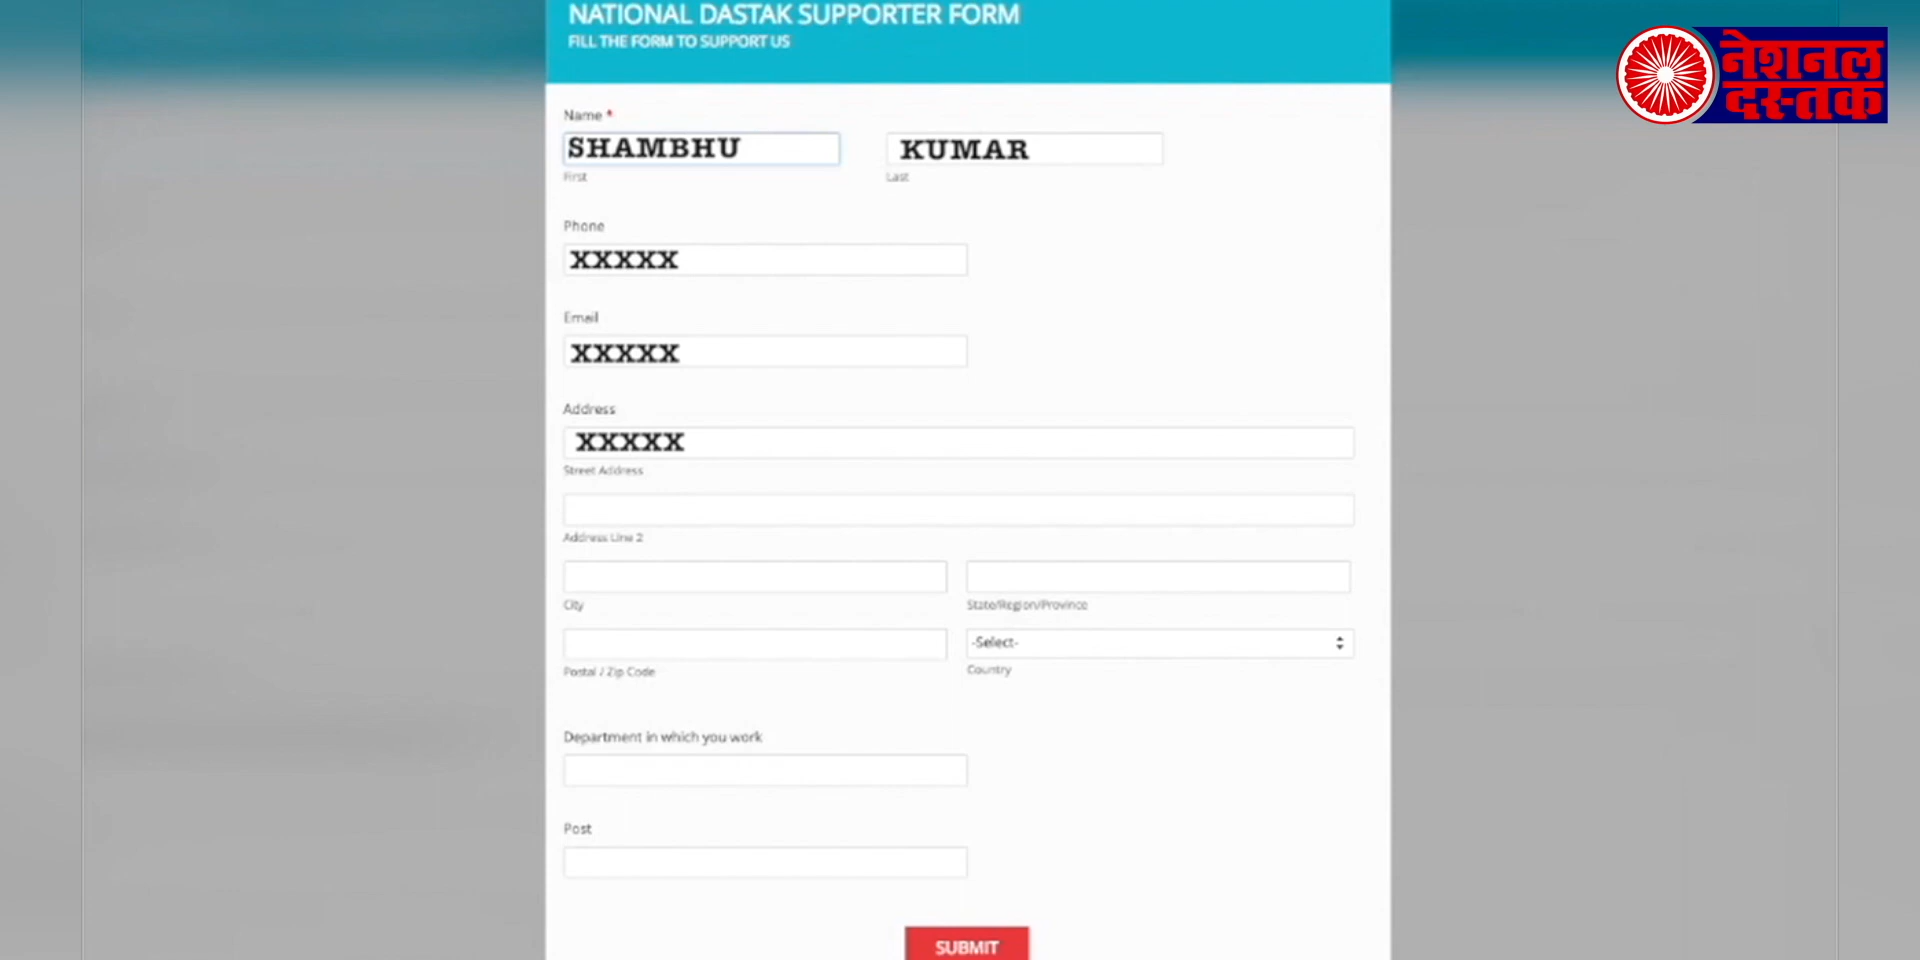 NATIONAL DASTAK SUPPORTER FORM
FILL THE FORM TO SUPPORT US
नेशनल
दस्तक
Name *
SHAMBHU KUMAR
First Last
Phone
XXXXX
Email
XXXXX
Address
XXXXX
Street Address
Address Line 2
City State/Region/Province
-Select-
Postal / Zip Code Country
Department in which you work
Post
SUBMIT